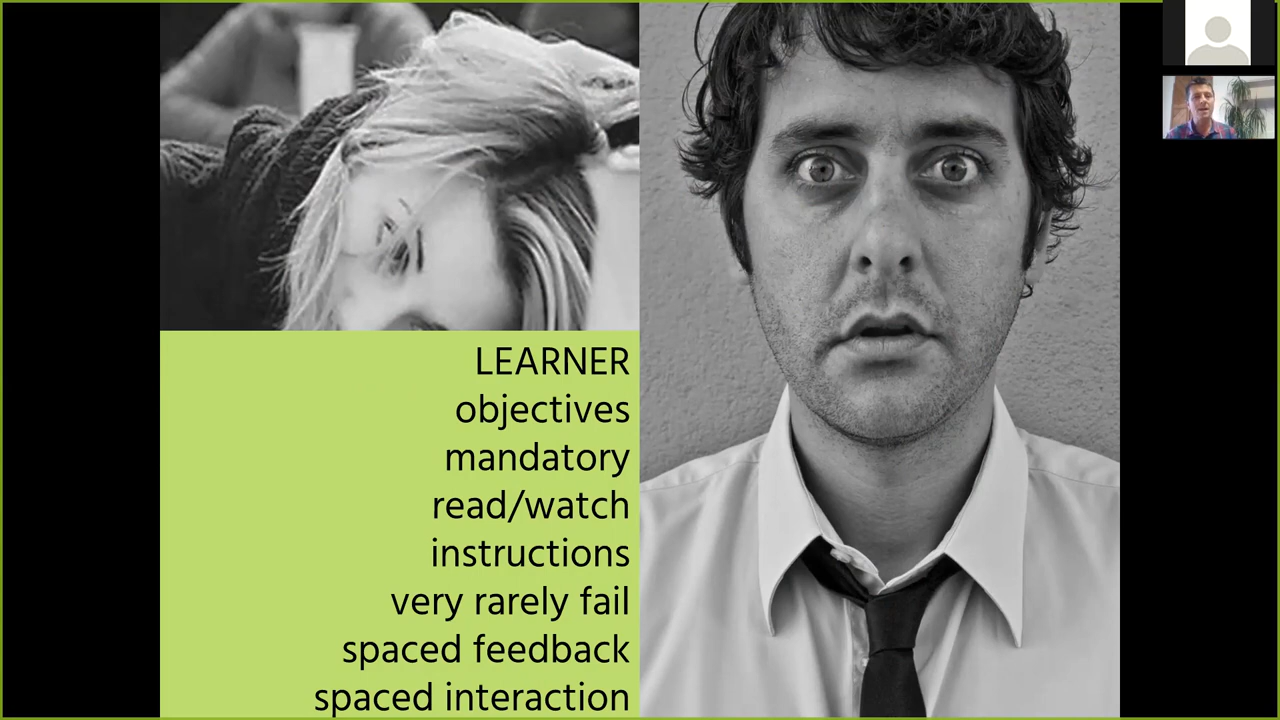 LEARNER
objectives
mandatory
read/watch
instructions
very rarely fail
spaced feedback
spaced interaction